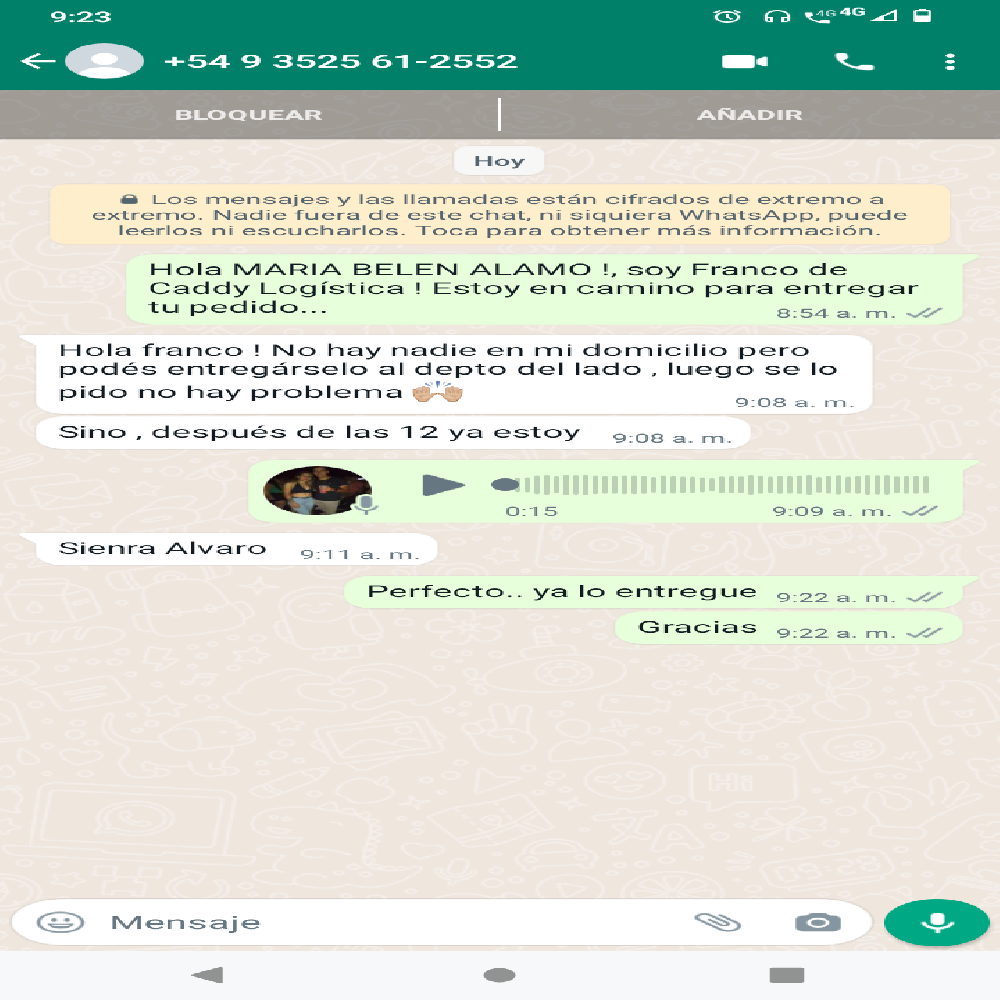 9:23
4G 4G
+54 9 3525 61-2552
BLOQUEAR
AÑADIR
Hoy
Los mensajes y las llamadas están cifrados de extremo a
extremo. Nadie fuera de este chat, ni siquiera WhatsApp, puede
leerlos ni escucharlos. Toca para obtener más información.
Hola MARIA BELEN ALAMO !, soy Franco de
Caddy Logística ! Estoy en camino para entregar
tu pedido...
8:54 a. m.
Hola franco ! No hay nadie en mi domicilio pero
podés entregárselo al depto del lado , luego se lo
pido no hay problema 🙌🏼
9:08 a. m.
Sino , después de las 12 ya estoy
9:08 a. m.
0:15
9:09 a. m.
Sienra Alvaro
9:11 a. m.
Perfecto.. ya lo entregue
9:22 a. m.
Gracias
9:22 a. m.
Mensaje